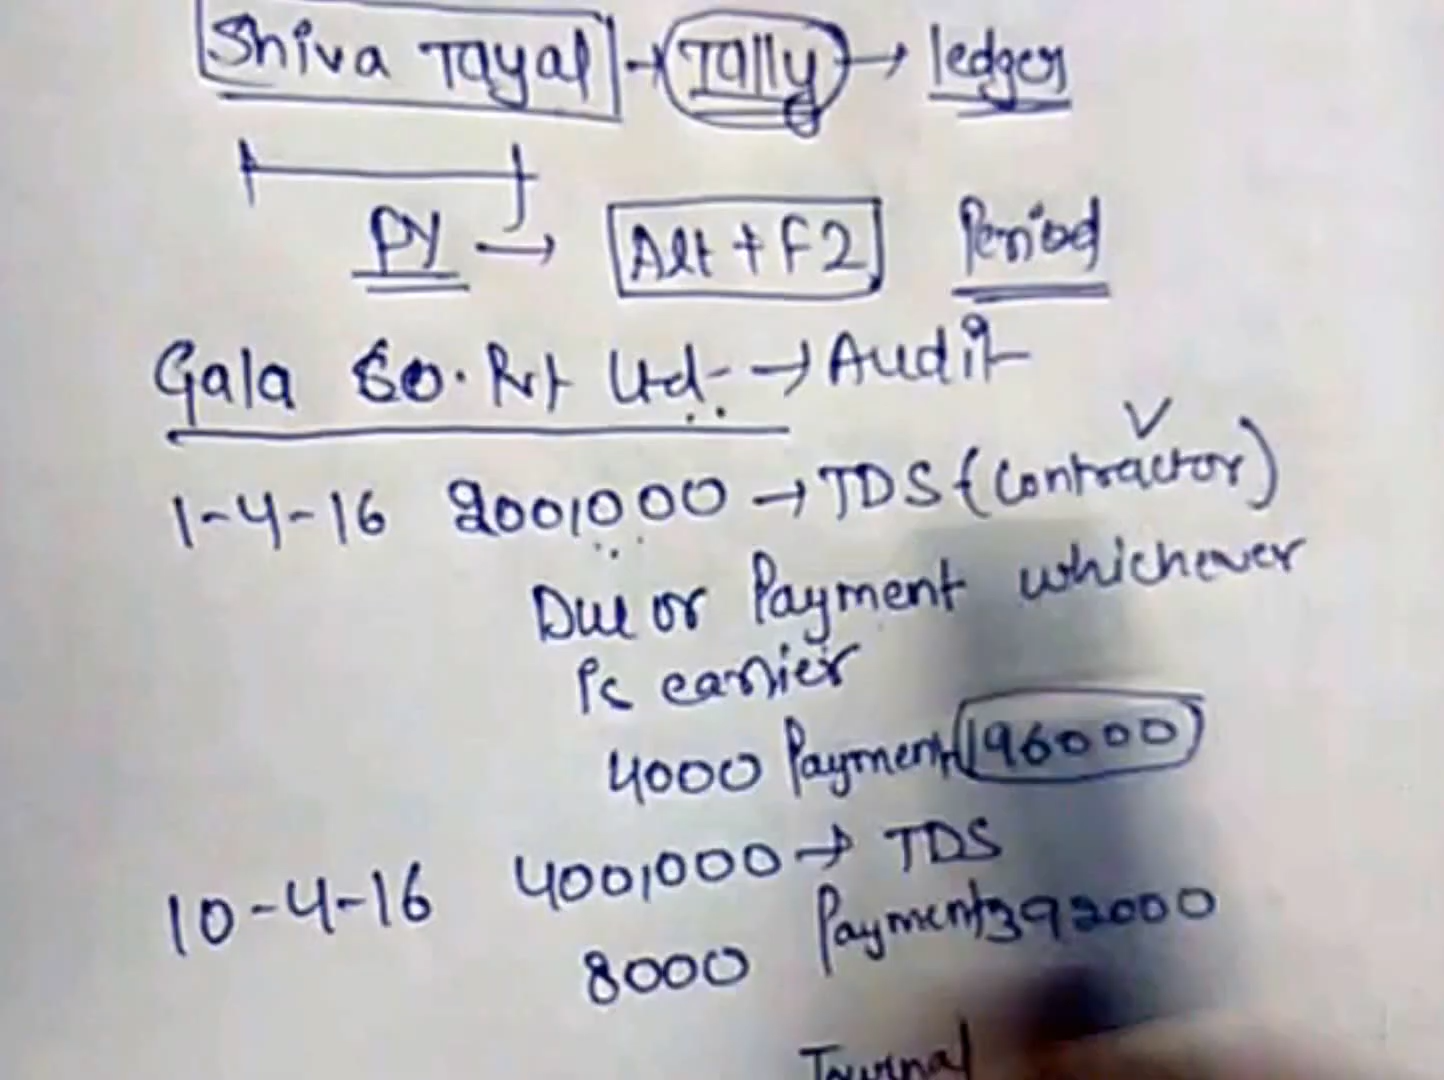 Shiva Tayal → Tally → ledger
PY → Alt + F2 Period
Gala Co. Pvt Ltd. → Audit
1-4-16 200,000 → TDS (Contractor)
Due or Payment whichever
is earlier
4000 Payment 196000
10-4-16 400,000 → TDS
8000 Payment 392000
Journal